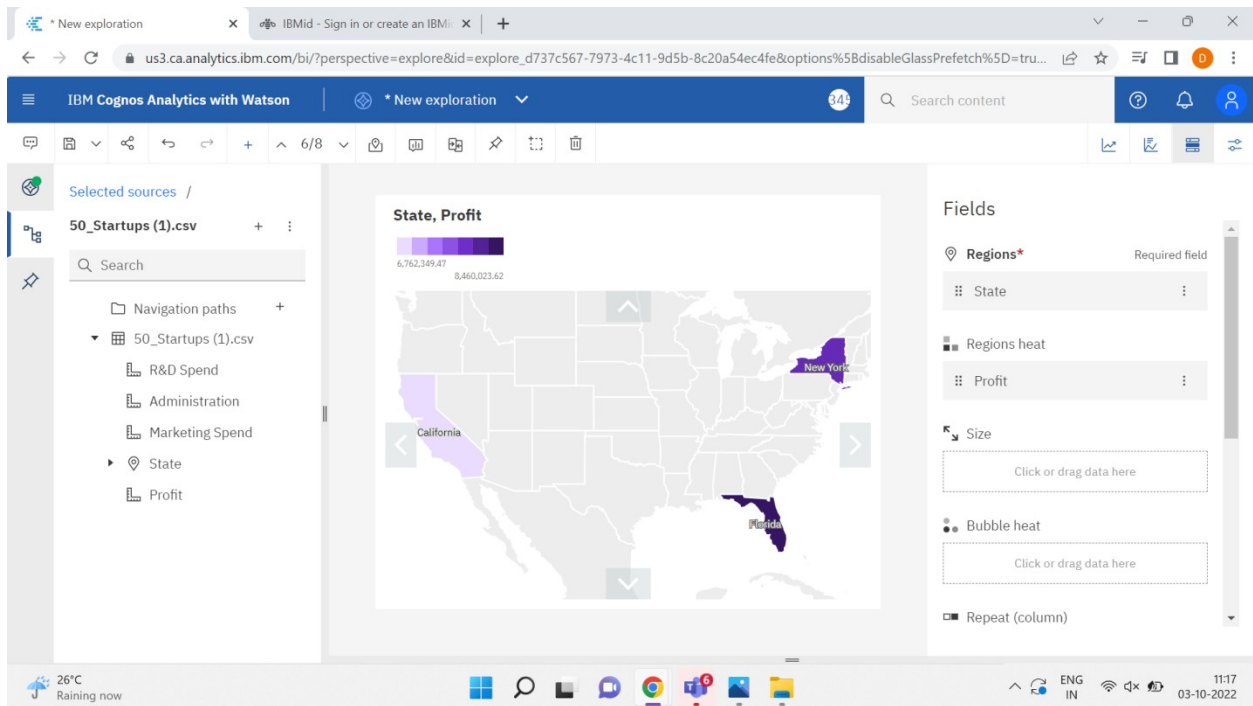 * New exploration
IBMid - Sign in or create an IBMi
us3.ca.analytics.ibm.com/bi/?perspective=explore&id=explore_d737c567-7973-4c11-9d5b-8c20a54ec4fe&options%5BdisableGlassPrefetch%5D=tru...
D
IBM Cognos Analytics with Watson
* New exploration
345
Search content
6/8
Selected sources /
50_Startups (1).csv
Search
Navigation paths
50_Startups (1).csv
R&D Spend
Administration
Marketing Spend
State
Profit
State, Profit
6,762,349.47
8,460,023.62
New York
California
Florida
Fields
Regions* Required field
State
Regions heat
Profit
Size
Click or drag data here
Bubble heat
Click or drag data here
Repeat (column)
26°C
Raining now
6
ENG
IN
11:17
03-10-2022